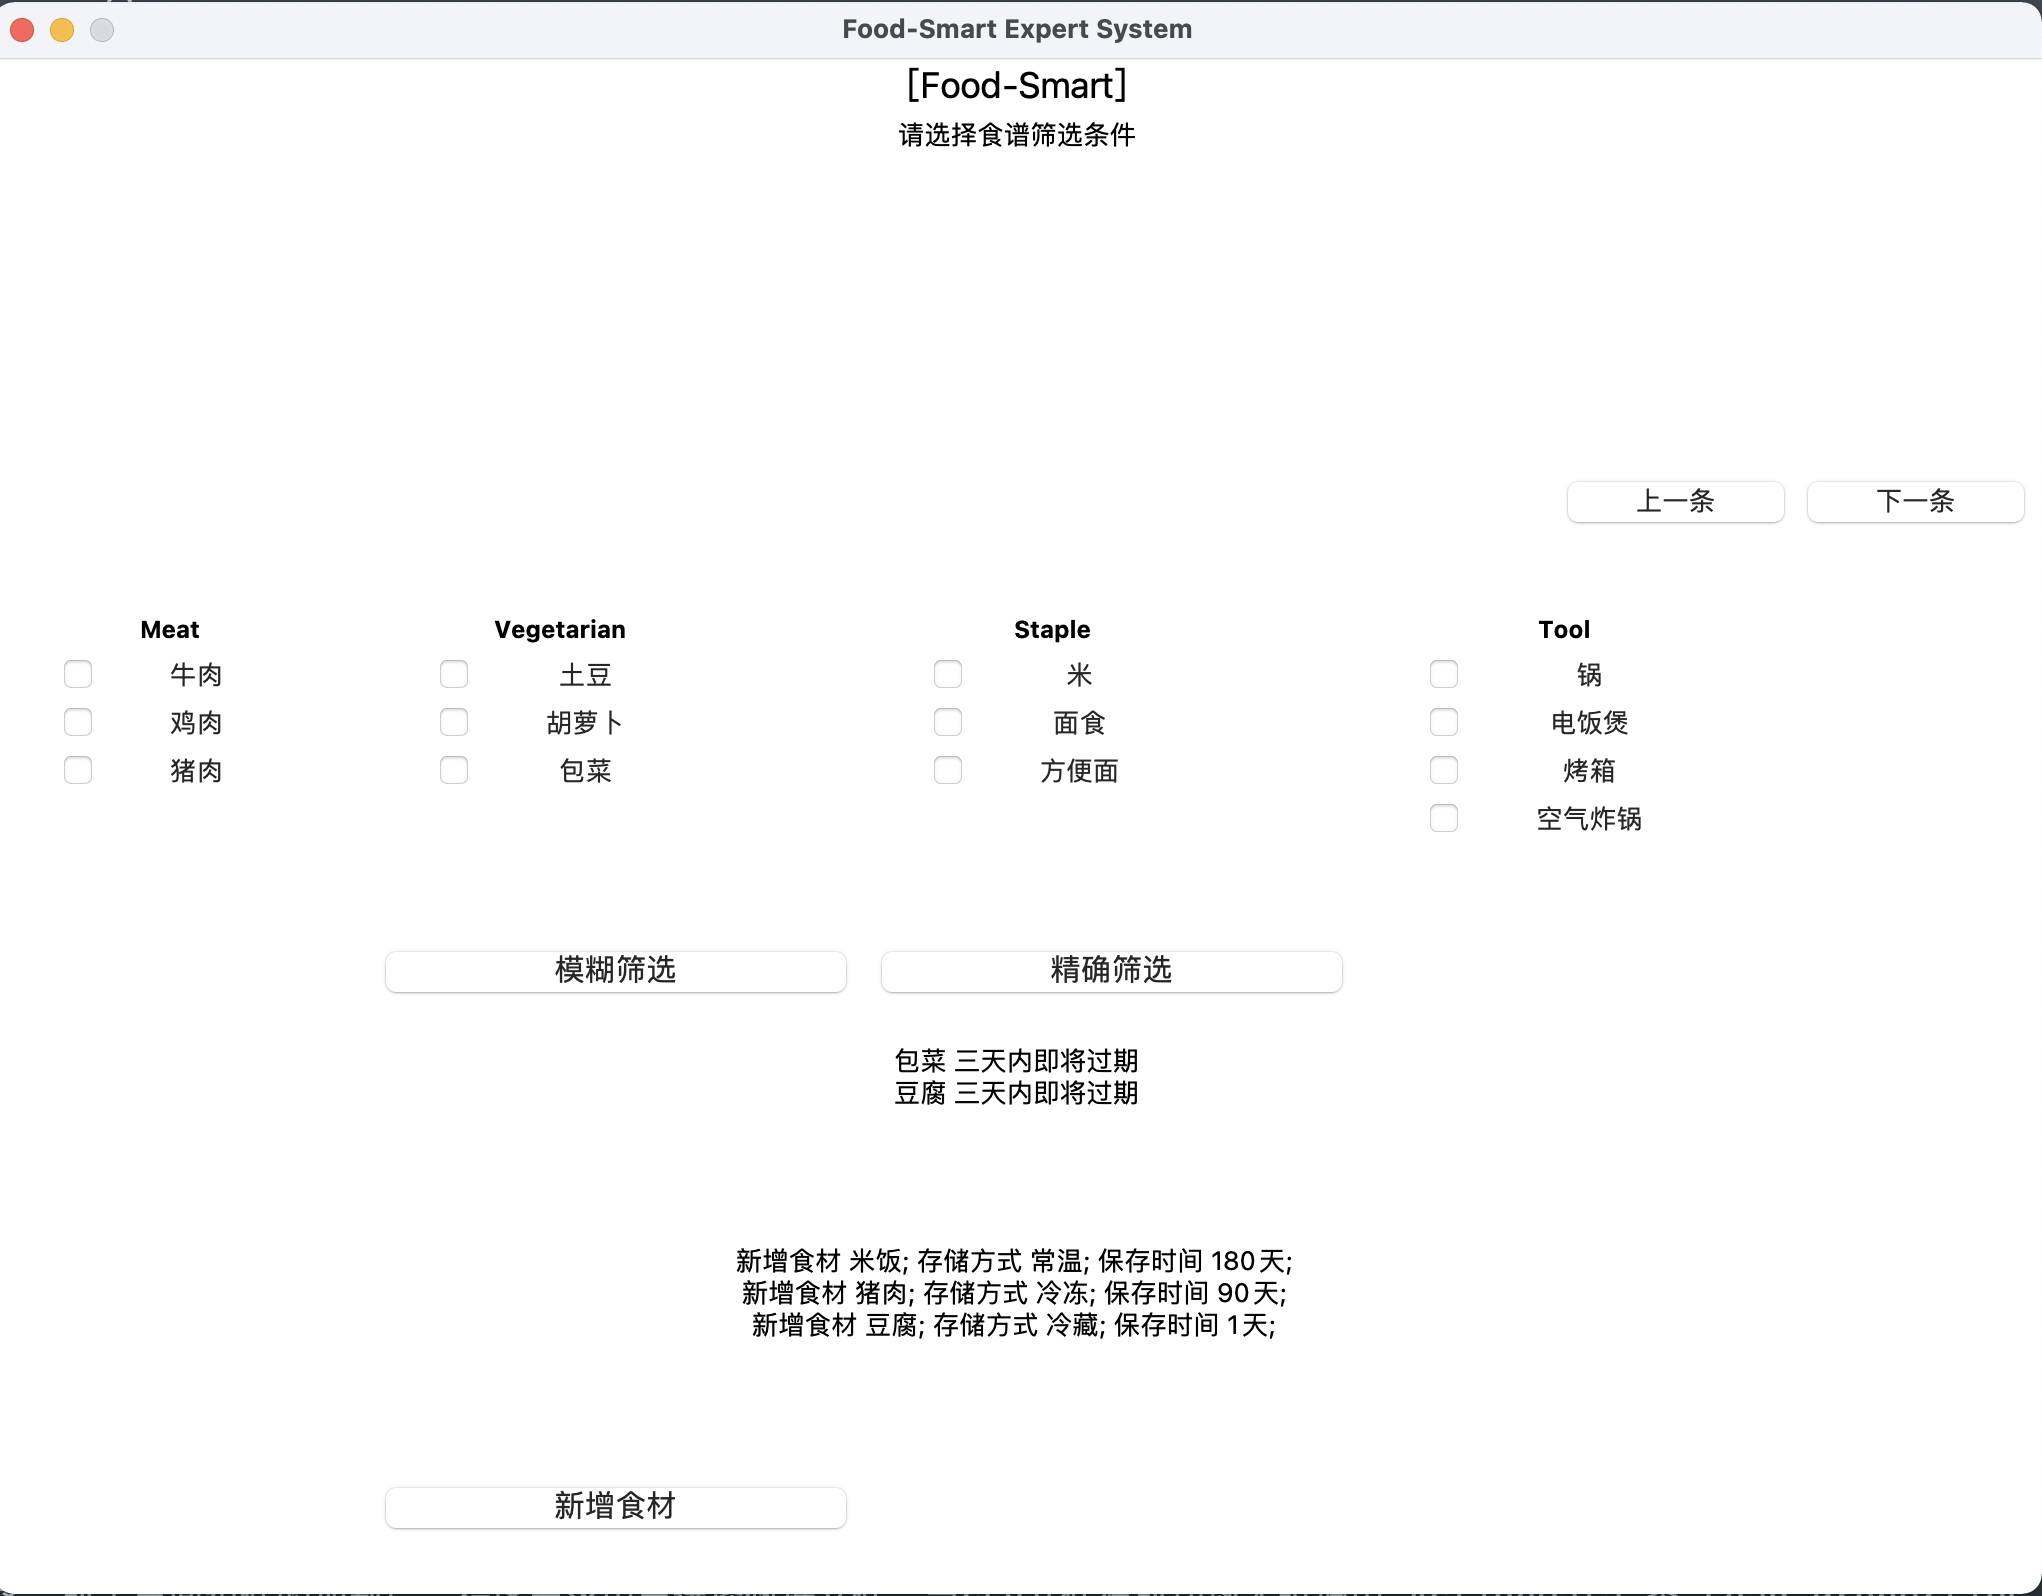 Food-Smart Expert System
[Food-Smart]
请选择食谱筛选条件
上一条 下一条
Meat Vegetarian Staple Tool
牛肉 土豆 米 锅
鸡肉 胡萝卜 面食 电饭煲
猪肉 包菜 方便面 烤箱
空气炸锅
模糊筛选 精确筛选
包菜 三天内即将过期
豆腐 三天内即将过期
新增食材 米饭; 存储方式 常温; 保存时间 180天;
新增食材 猪肉; 存储方式 冷冻; 保存时间 90天;
新增食材 豆腐; 存储方式 冷藏; 保存时间 1天;
新增食材